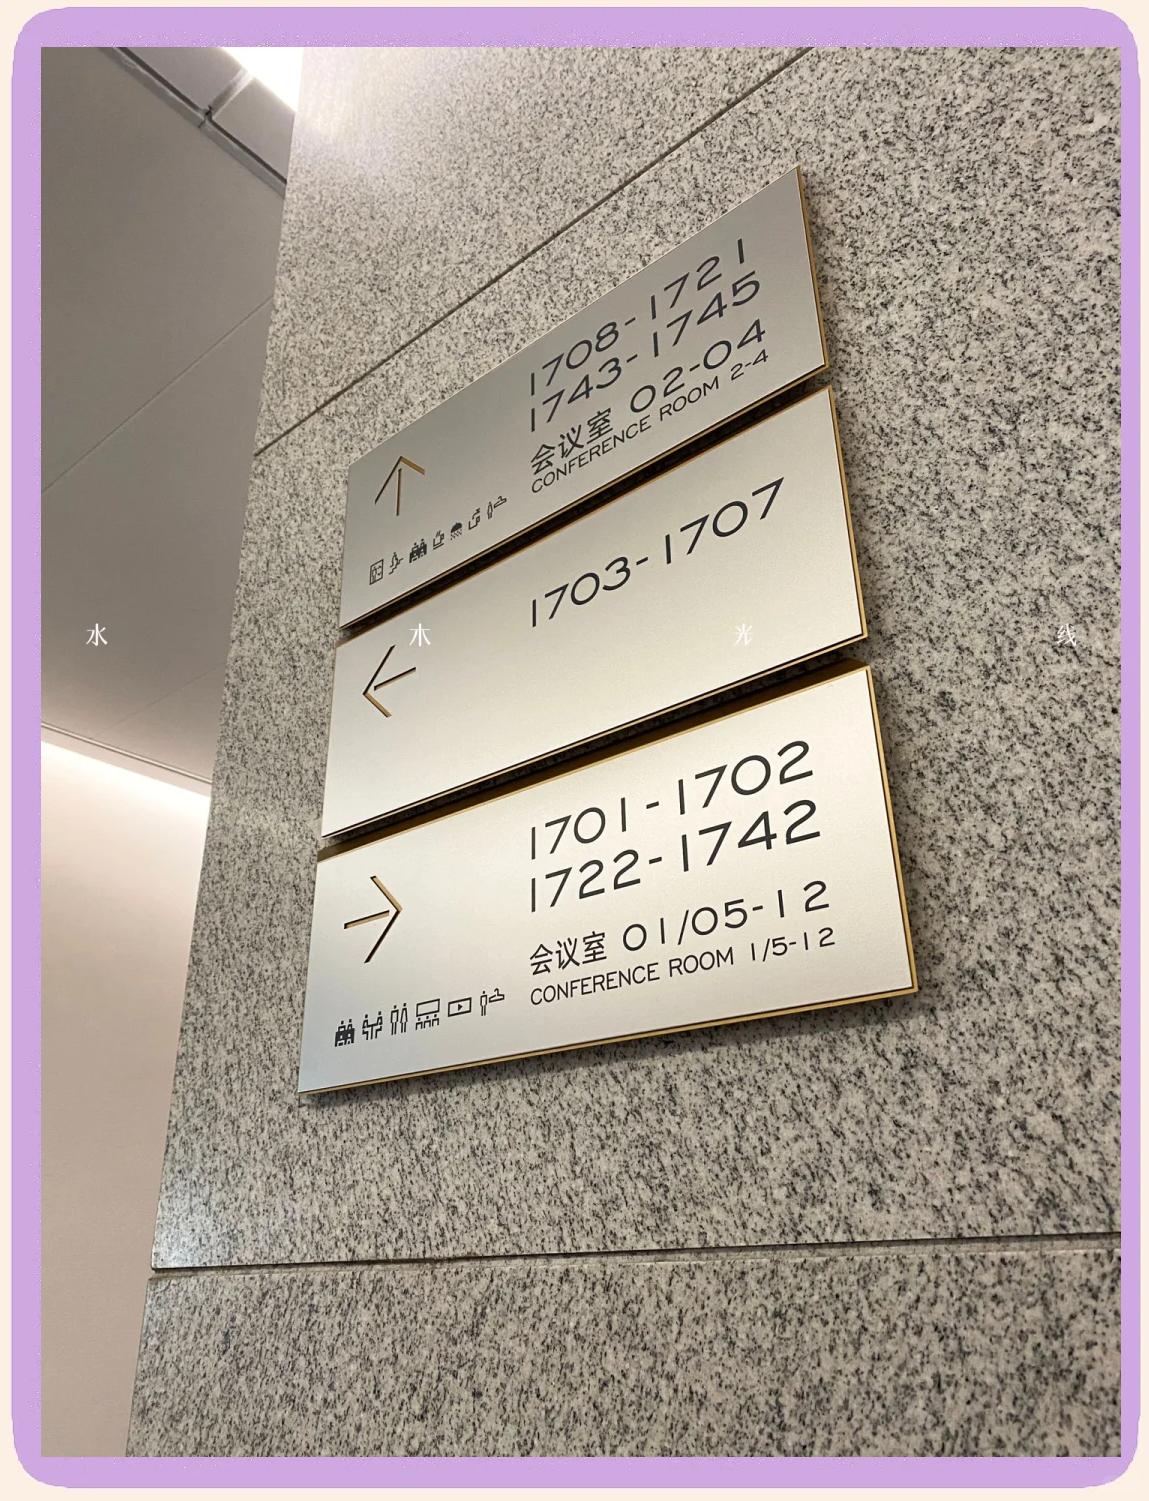 1708-1721
1743-1745
会议室 02-04
CONFERENCE ROOM 2-4
1703-1707
水 木 光 线
1701-1702
1722-1742
会议室 01/05-12
CONFERENCE ROOM 1/5-12